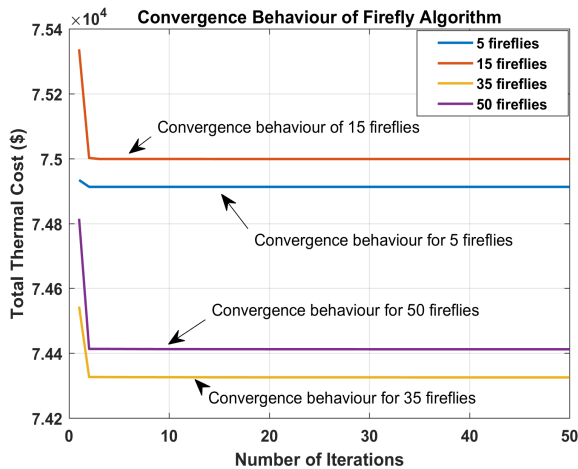 Convergence Behaviour of Firefly Algorithm
×10⁴
7.54
7.52
7.5
7.48
7.46
7.44
7.42
Total Thermal Cost ($)
5 fireflies
15 fireflies
35 fireflies
50 fireflies
Convergence behaviour of 15 fireflies
Convergence behaviour for 5 fireflies
Convergence behaviour for 50 fireflies
Convergence behaviour for 35 fireflies
0 10 20 30 40 50
Number of Iterations